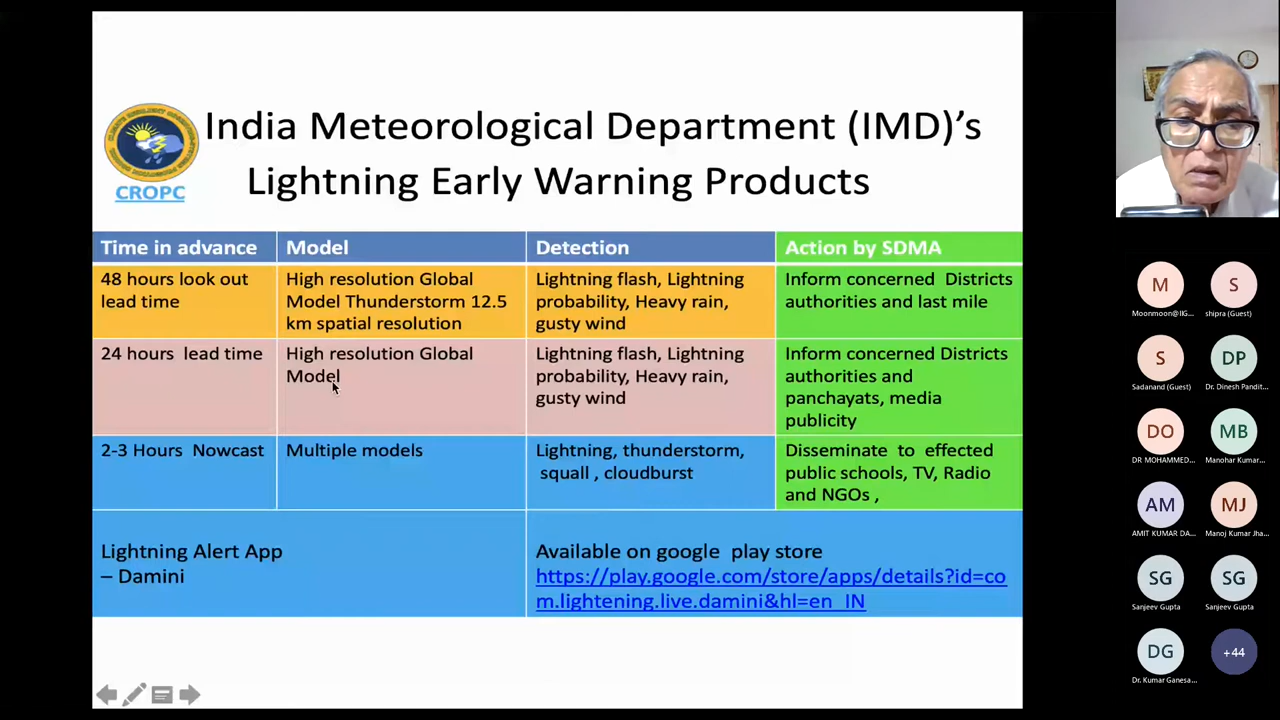 India Meteorological Department (IMD)'s
Lightning Early Warning Products
CROPC
Time in advance
Model
Detection
Action by SDMA
48 hours look out
lead time
High resolution Global
Model Thunderstorm 12.5
km spatial resolution
Lightning flash, Lightning
probability, Heavy rain,
gusty wind
Inform concerned Districts
authorities and last mile
24 hours lead time
High resolution Global
Model
Lightning flash, Lightning
probability, Heavy rain,
gusty wind
Inform concerned Districts
authorities and
panchayats, media
publicity
2-3 Hours Nowcast
Multiple models
Lightning, thunderstorm,
squall , cloudburst
Disseminate to effected
public schools, TV, Radio
and NGOs ,
Lightning Alert App
– Damini
Available on google play store
https://play.google.com/store/apps/details?id=co
m.lightening.live.damini&hl=en_IN
M
Moonmoon@IIG...
S
shipra (Guest)
S
Sadanand (Guest)
DP
Dr. Dinesh Pandit...
DO
DR MOHAMMED...
MB
Manohar Kumar...
AM
AMIT KUMAR DA...
MJ
Manoj Kumar Jha...
SG
Sanjeev Gupta
SG
Sanjeev Gupta
DG
Dr. Kumar Ganesa...
+44